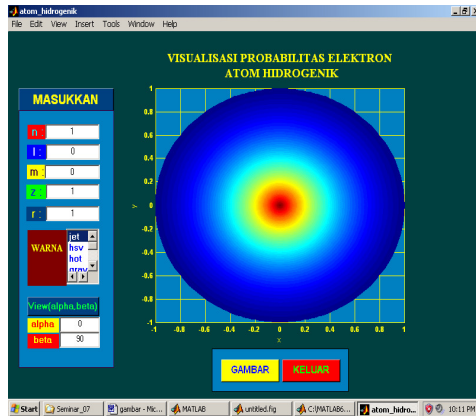 atom_hidrogenik
File Edit View Insert Tools Window Help
VISUALISASI PROBABILITAS ELEKTRON
ATOM HIDROGENIK
MASUKKAN
n : 1
l : 0
m : 0
z : 1
r : 1
WARNA
jet
hsv
hot
gray
View(alpha,beta)
alpha 0
beta 90
1
0.8
0.6
0.4
0.2
0
-0.2
-0.4
-0.6
-0.8
-1
y
-1 -0.8 -0.6 -0.4 -0.2 0 0.2 0.4 0.6 0.8 1
x
GAMBAR KELUAR
Start Seminar_07 gambar - Mic... MATLAB untitled.fig C:\MATLAB6... atom_hidro... 10:11 PM